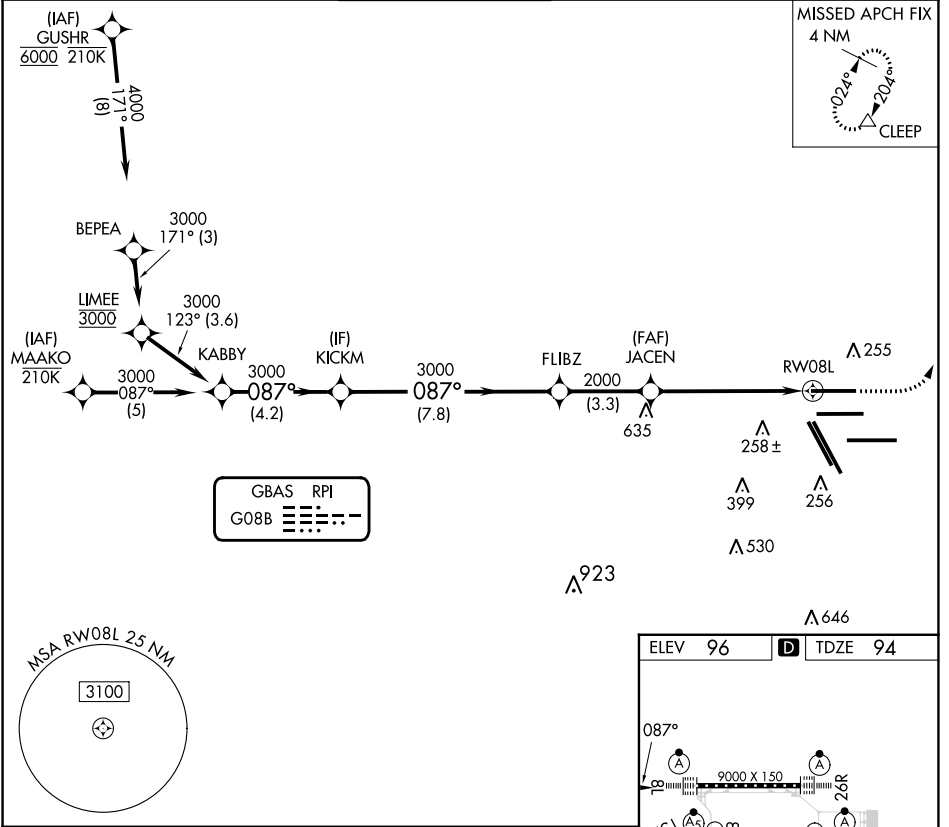 (IAF)
GUSHR
6000 210K
4000
171°
(8)
MISSED APCH FIX
4 NM
024°
204°
CLEEP
BEPEA
3000
171° (3)
LIMEE
3000
3000
123° (3.6)
(IAF)
MAAKO
210K
3000
087°
(5)
KABBY
3000
087°
(4.2)
(IF)
KICKM
3000
087°
(7.8)
FLIBZ
2000
(3.3)
(FAF)
JACEN
635
RW08L
255
258 ±
399
256
530
923
646
GBAS RPI
G08B
MSA RW08L 25 NM
3100
ELEV 96 D TDZE 94
087°
A
A
8L
9000 X 150
26R
A5
A